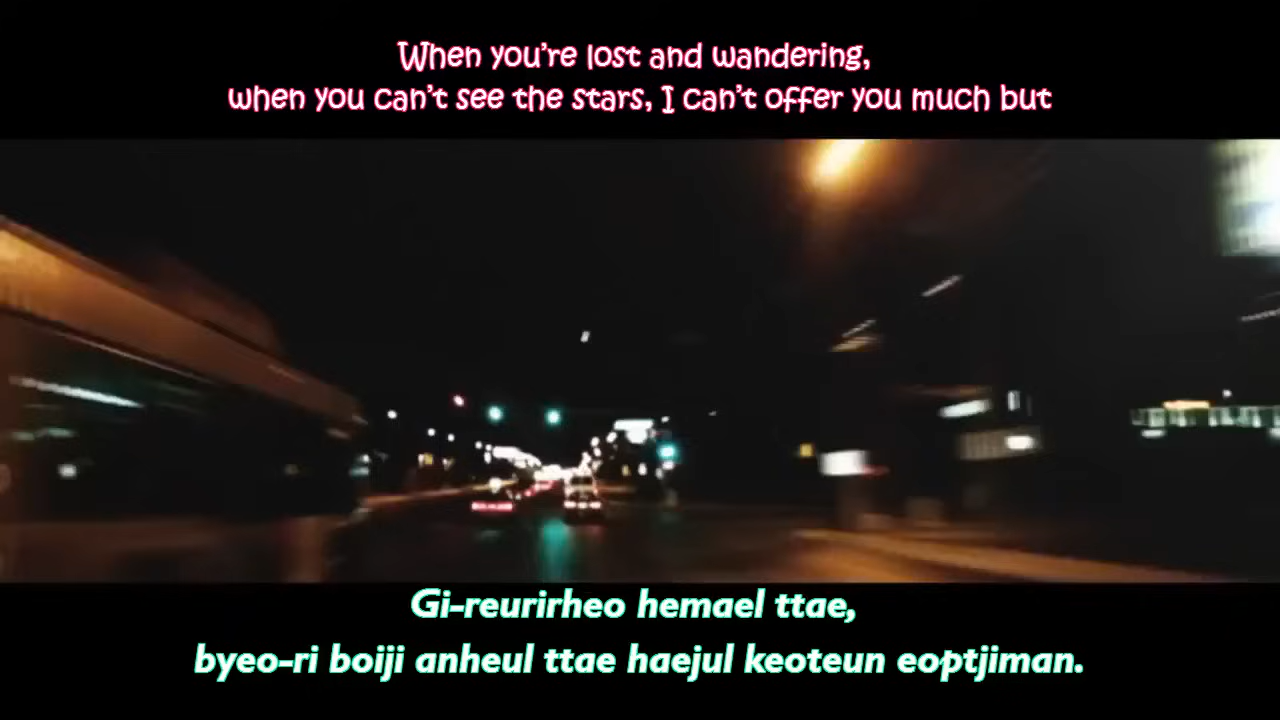 When you're lost and wandering,
when you can't see the stars, I can't offer you much but
Gi-reurirheo hemael ttae,
byeo-ri boiji anheul ttae haejul keoteun eoptjiman.